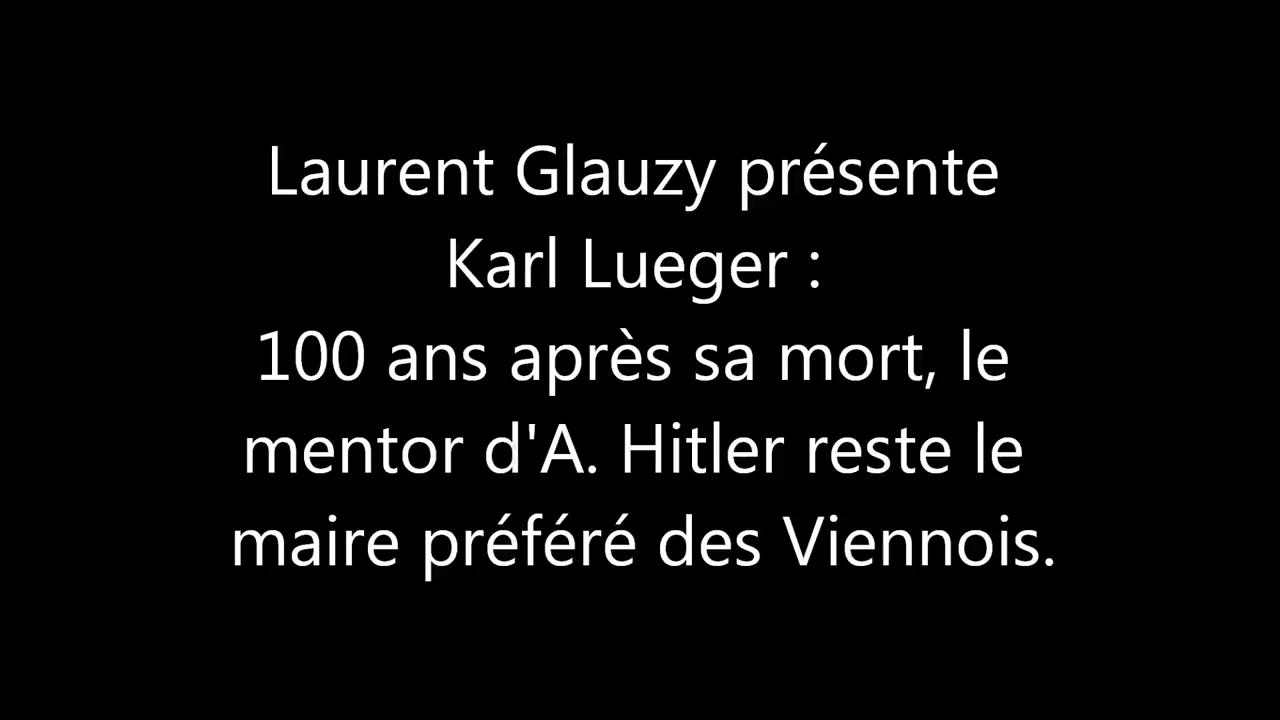 Laurent Glauzy présente
Karl Lueger :
100 ans après sa mort, le
mentor d'A. Hitler reste le
maire préféré des Viennois.